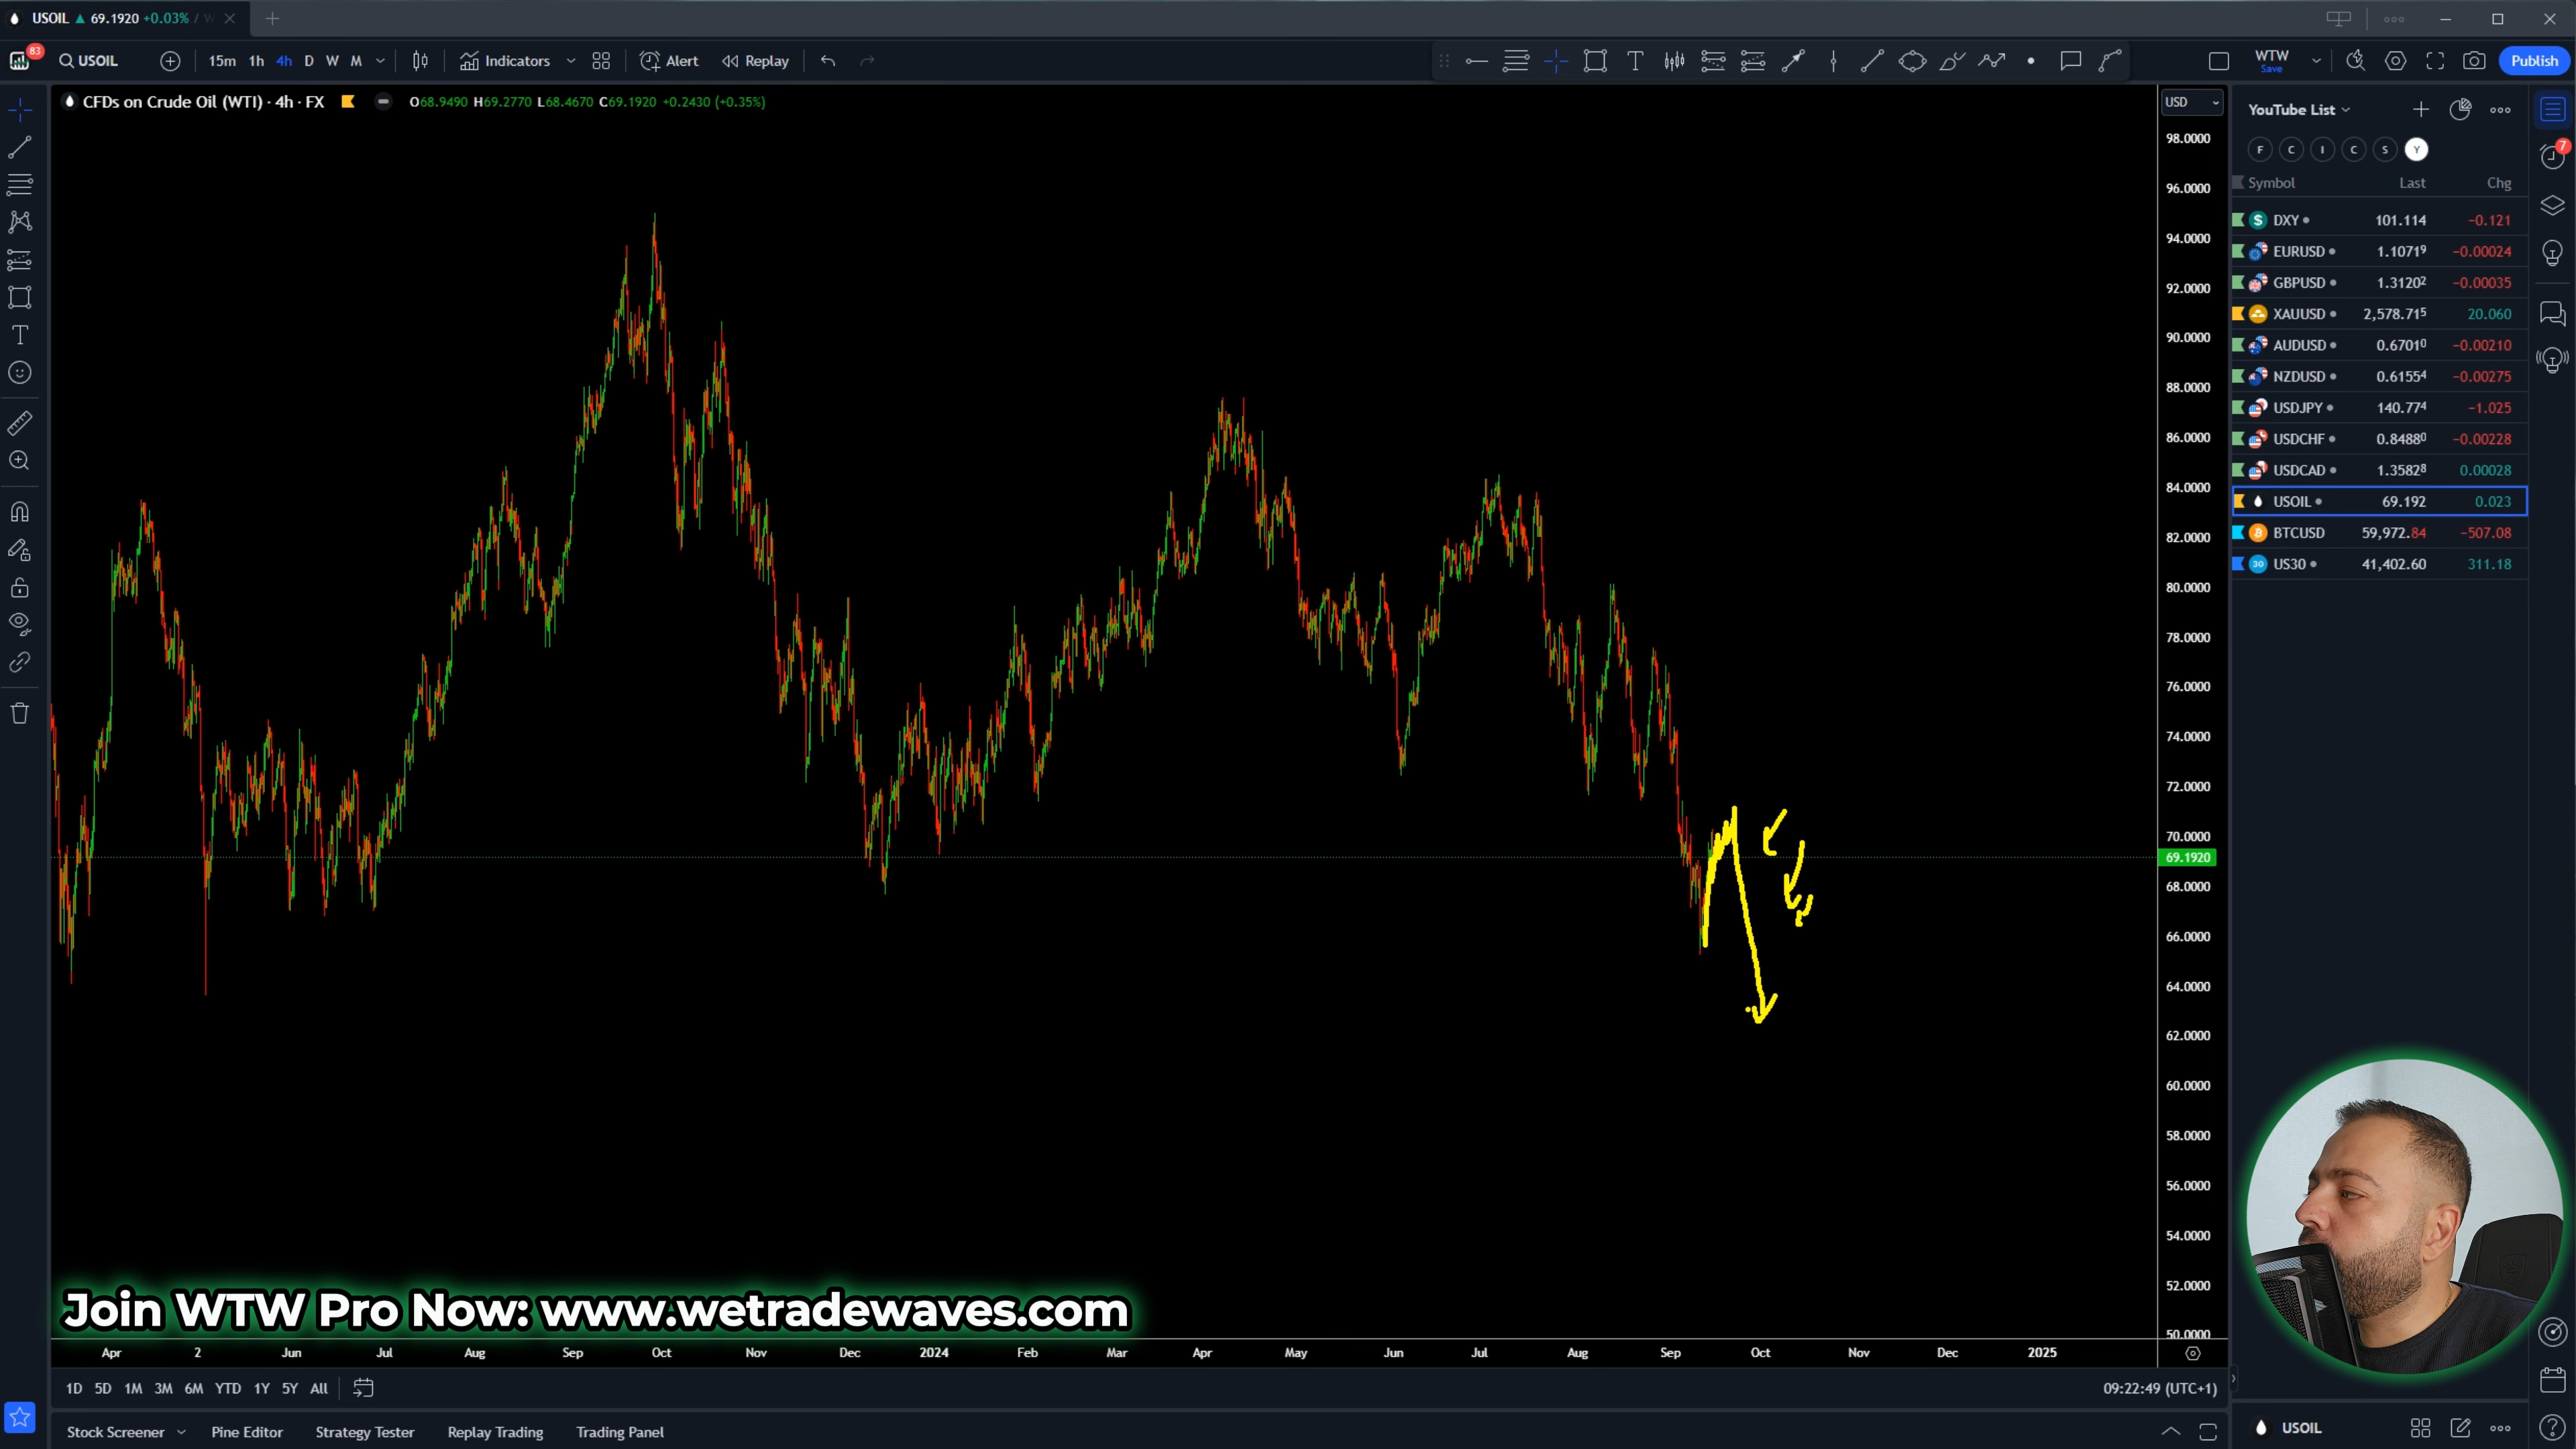 USOIL ▲ 69.1920 +0.03% / W
83
USOIL 15m 1h 4h D W M Indicators Alert Replay WTW Save Publish
CFDs on Crude Oil (WTI) · 4h · FX O68.9490 H69.2770 L68.4670 C69.1920 +0.2430 (+0.35%)
USD
98.0000
96.0000
94.0000
92.0000
90.0000
88.0000
86.0000
84.0000
82.0000
80.0000
78.0000
76.0000
74.0000
72.0000
70.0000
69.1920
68.0000
66.0000
64.0000
62.0000
60.0000
58.0000
56.0000
54.0000
52.0000
50.0000
YouTube List
7
F C I C S Y
Symbol Last Chg
DXY 101.114 −0.121
EURUSD 1.10719 −0.00024
GBPUSD 1.31202 −0.00035
XAUUSD 2,578.715 20.060
AUDUSD 0.67010 −0.00210
NZDUSD 0.61554 −0.00275
USDJPY 140.774 −1.025
USDCHF 0.84880 −0.00228
USDCAD 1.35828 0.00028
USOIL 69.192 0.023
BTCUSD 59,972.84 −507.08
30 US30 41,402.60 311.18
Join WTW Pro Now: www.wetradewaves.com
Apr 2 Jun Jul Aug Sep Oct Nov Dec 2024 Feb Mar Apr May Jun Jul Aug Sep Oct Nov Dec 2025
1D 5D 1M 3M 6M YTD 1Y 5Y All 09:22:49 (UTC+1)
Stock Screener Pine Editor Strategy Tester Replay Trading Trading Panel
USOIL